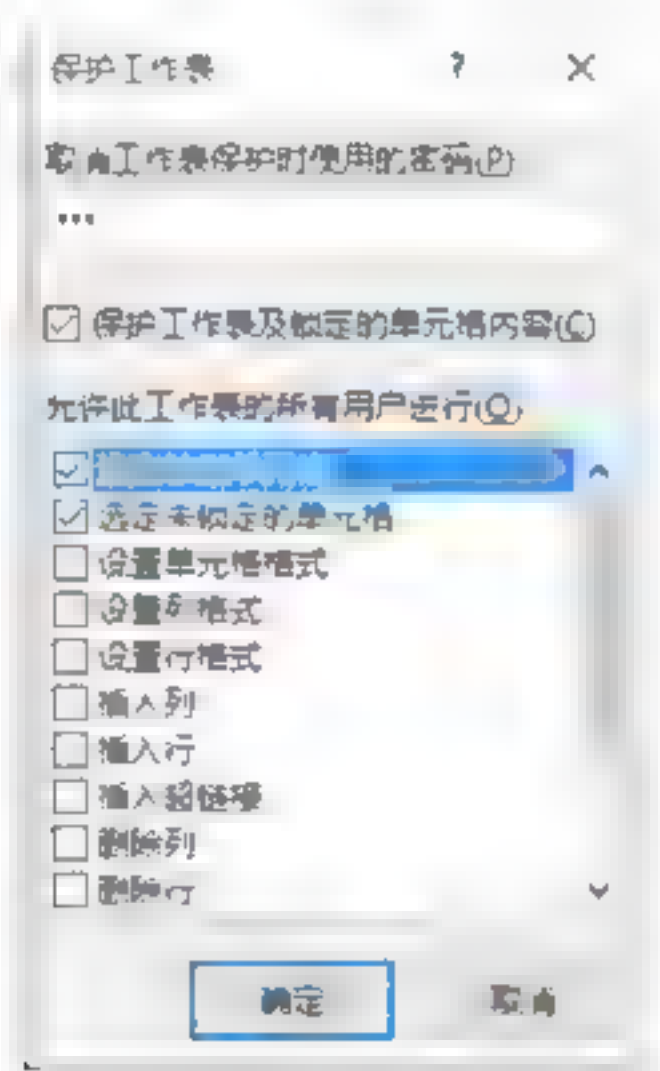 保护工作表 ? ×
取消工作表保护时使用的密码(P)
•••
保护工作表及锁定的单元格内容(C)
允许此工作表的所有用户进行(O)
选定未锁定的单元格
设置单元格格式
设置列格式
设置行格式
插入列
插入行
插入超链接
删除列
删除行
确定 取消